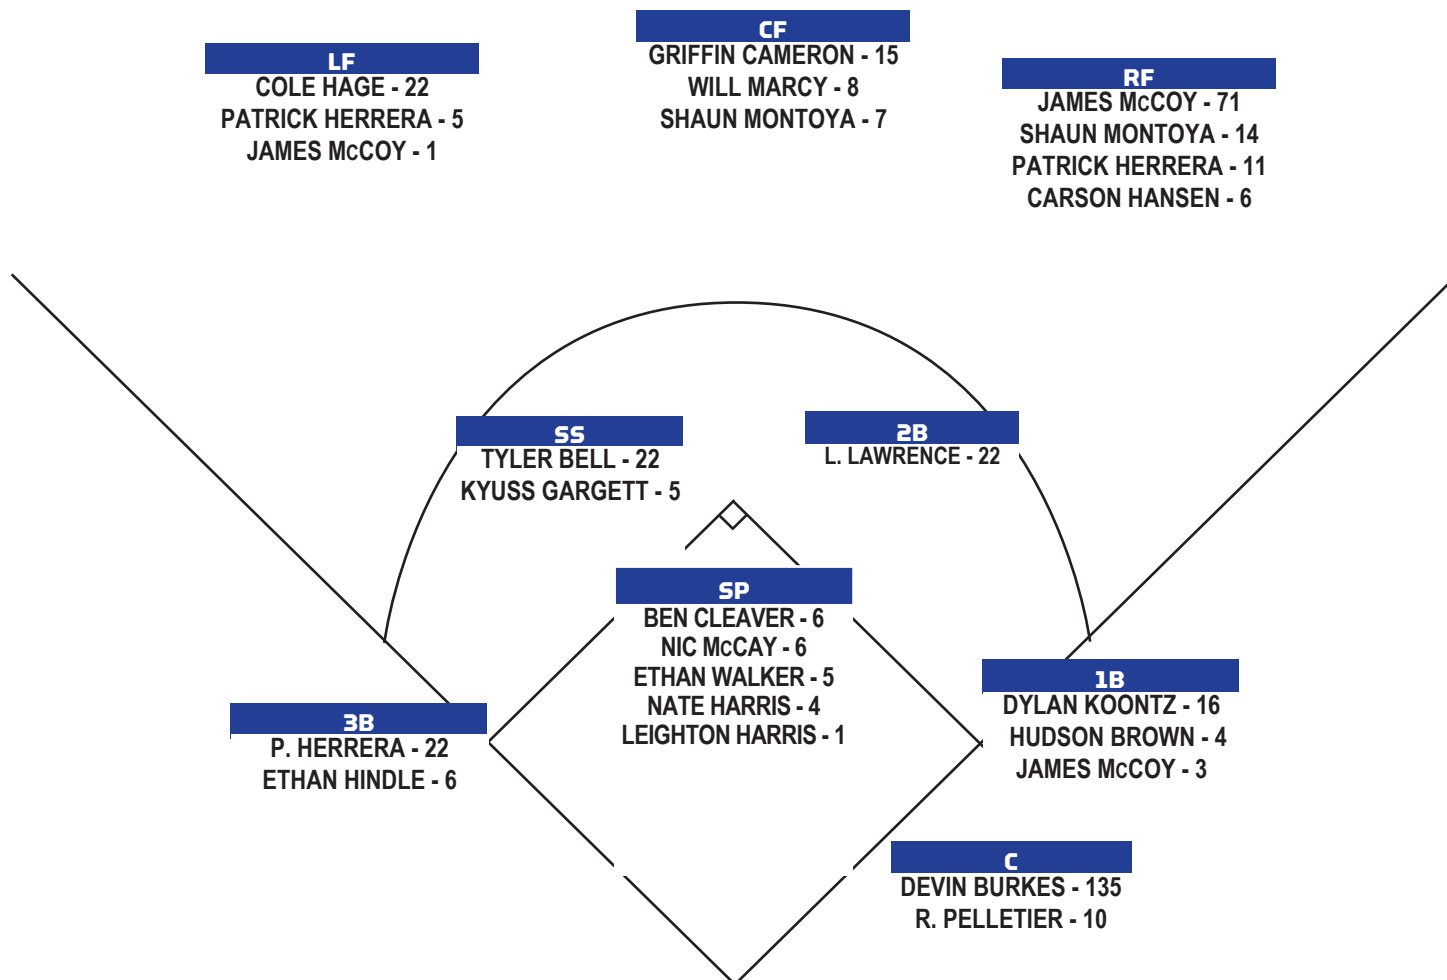 LF
COLE HAGE - 22
PATRICK HERRERA - 5
JAMES McCOY - 1
CF
GRIFFIN CAMERON - 15
WILL MARCY - 8
SHAUN MONTOYA - 7
RF
JAMES McCOY - 71
SHAUN MONTOYA - 14
PATRICK HERRERA - 11
CARSON HANSEN - 6
SS
TYLER BELL - 22
KYUSS GARGETT - 5
2B
L. LAWRENCE - 22
SP
BEN CLEAVER - 6
NIC McCAY - 6
ETHAN WALKER - 5
NATE HARRIS - 4
LEIGHTON HARRIS - 1
3B
P. HERRERA - 22
ETHAN HINDLE - 6
1B
DYLAN KOONTZ - 16
HUDSON BROWN - 4
JAMES McCOY - 3
C
DEVIN BURKES - 135
R. PELLETIER - 10